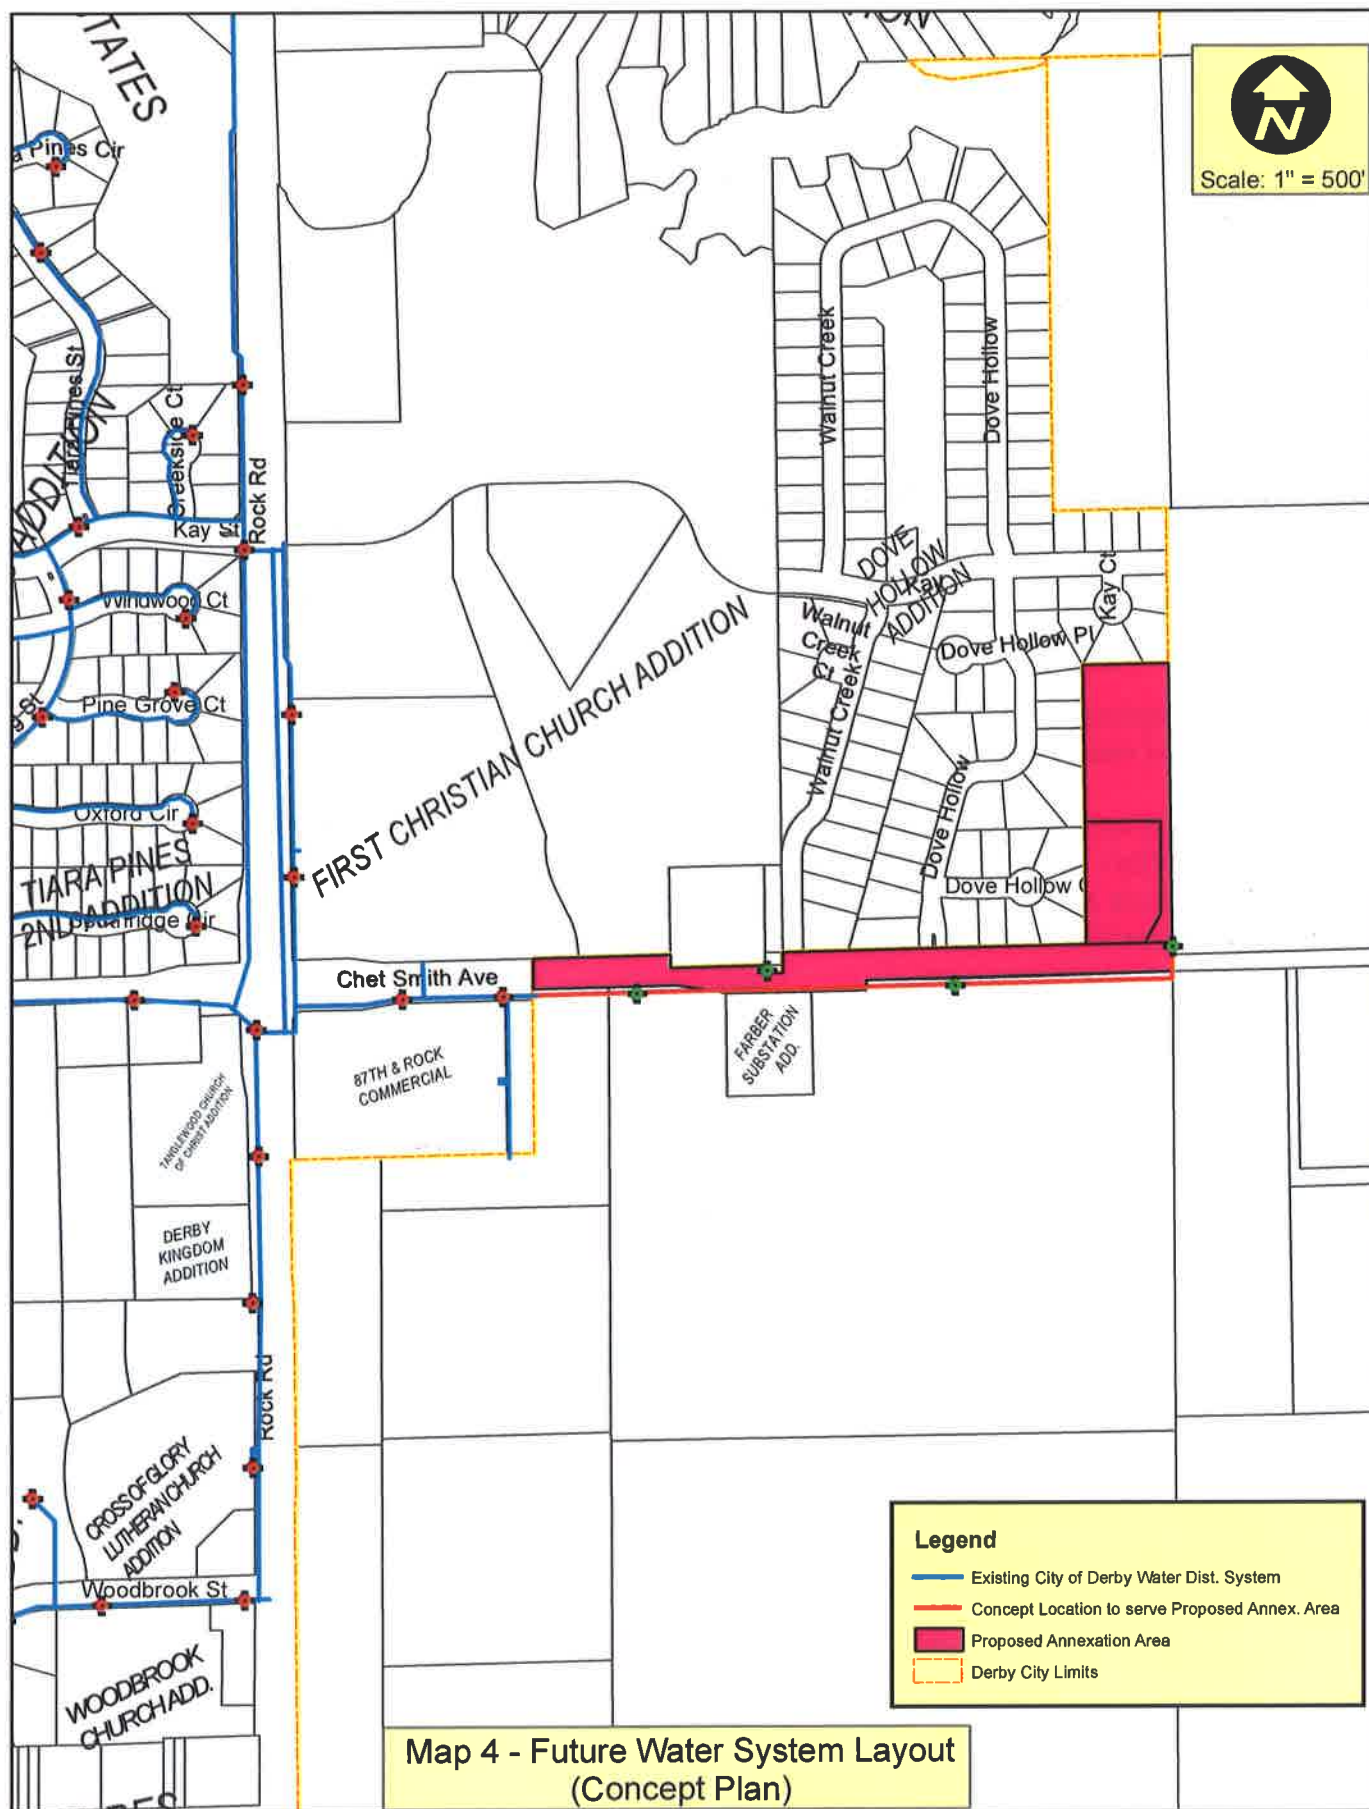 TATES
Pines Cir
N
Scale: 1" = 500'
Tiara Pines St
ADDITION
Creekside Ct
Kay St
Rock Rd
Walnut Creek
Dove Hollow
Windwood Ct
DOVE
HOLLOW
ADDITION
Kay
Kay Ct
Walnut
Creek
Ct
Dove Hollow Pl
Walnut Creek
Pine Grove Ct
g St
FIRST CHRISTIAN CHURCH ADDITION
Oxford Cir
Dove Hollow
TIARA PINES
2ND ADDITION
Dove Hollow
Chet Smith Ave
87TH & ROCK
COMMERCIAL
FARBER
SUBSTATION
ADD.
TANGLEWOOD CHURCH
OF CHRIST ADDITION
DERBY
KINGDOM
ADDITION
Rock Rd
CROSS OF GLORY
LUTHERAN CHURCH
ADDITION
Woodbrook St
WOODBROOK
CHURCH ADD.
Legend
Existing City of Derby Water Dist. System
Concept Location to serve Proposed Annex. Area
Proposed Annexation Area
Derby City Limits
Map 4 - Future Water System Layout
(Concept Plan)